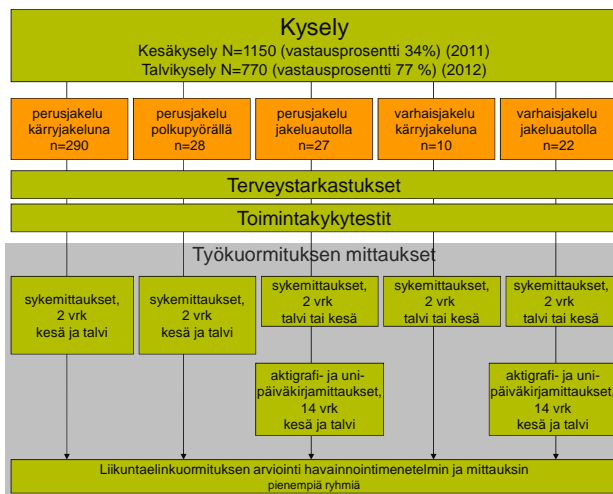 Kysely
Kesäkysely N=1150 (vastausprosentti 34%) (2011)
Talvikysely N=770 (vastausprosentti 77 %) (2012)
perusjakelu
kärryjakeluna
n=290
perusjakelu
polkupyörällä
n=28
perusjakelu
jakeluautolla
n=27
varhaisjakelu
kärryjakeluna
n=10
varhaisjakelu
jakeluautolla
n=22
Terveystarkastukset
Toimintakykytestit
Työkuormituksen mittaukset
sykemittaukset,
2 vrk
kesä ja talvi
sykemittaukset,
2 vrk
kesä ja talvi
sykemittaukset,
2 vrk
talvi tai kesä
sykemittaukset,
2 vrk
talvi tai kesä
sykemittaukset,
2 vrk
talvi tai kesä
aktigrafi- ja uni-
päiväkirjamittaukset,
14 vrk
kesä ja talvi
aktigrafi- ja uni-
päiväkirjamittaukset,
14 vrk
kesä ja talvi
Liikuntaelinkuormituksen arviointi havainnointimenetelmin ja mittauksin
pienempiä ryhmiä